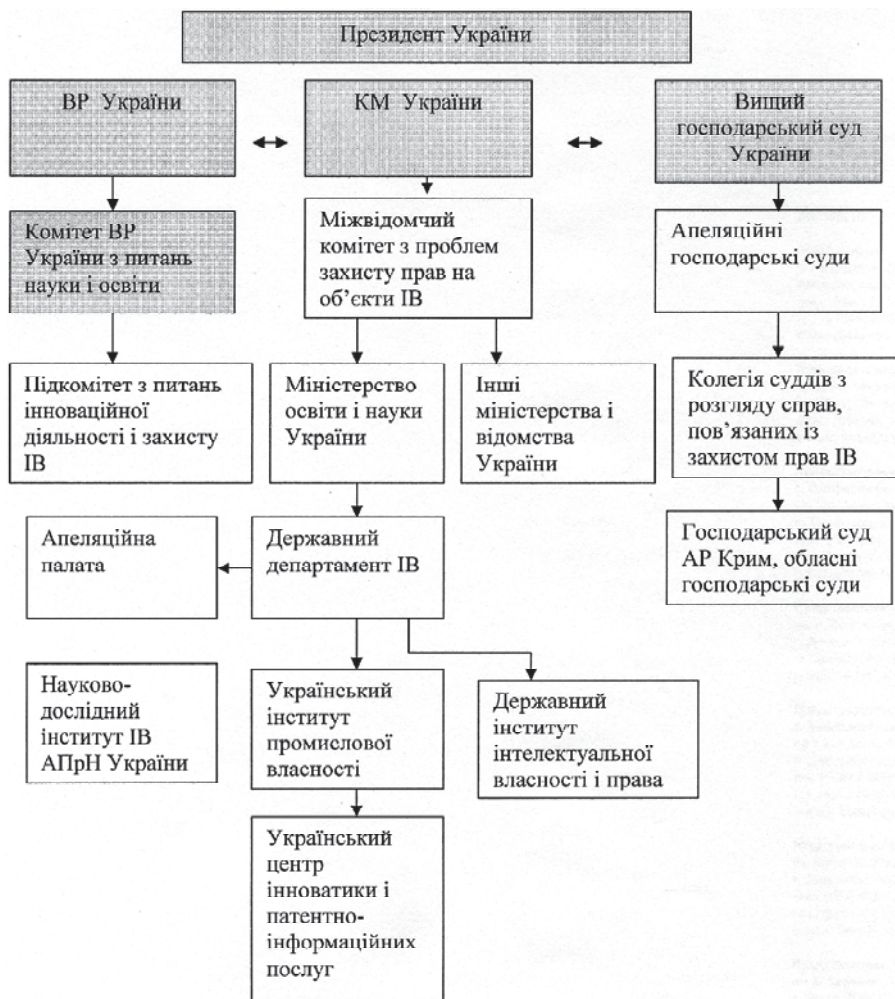 Президент України
ВР України
КМ України
Вищий
господарський суд
України
Комітет ВР
України з питань
науки і освіти
Міжвідомчий
комітет з проблем
захисту прав на
об’єкти ІВ
Апеляційні
господарські суди
Підкомітет з питань
інноваційної
діяльності і захисту
ІВ
Міністерство
освіти і науки
України
Інші
міністерства і
відомства
України
Колегія суддів з
розгляду справ,
пов’язаних із
захистом прав ІВ
Апеляційна
палата
Державний
департамент ІВ
Господарський суд
АР Крим, обласні
господарські суди
Науково-
дослідний
інститут ІВ
АПрН України
Український
інститут
промислової
власності
Державний
інститут
інтелектуальної
власності і права
Український
центр
інноватики і
патентно-
інформаційних
послуг